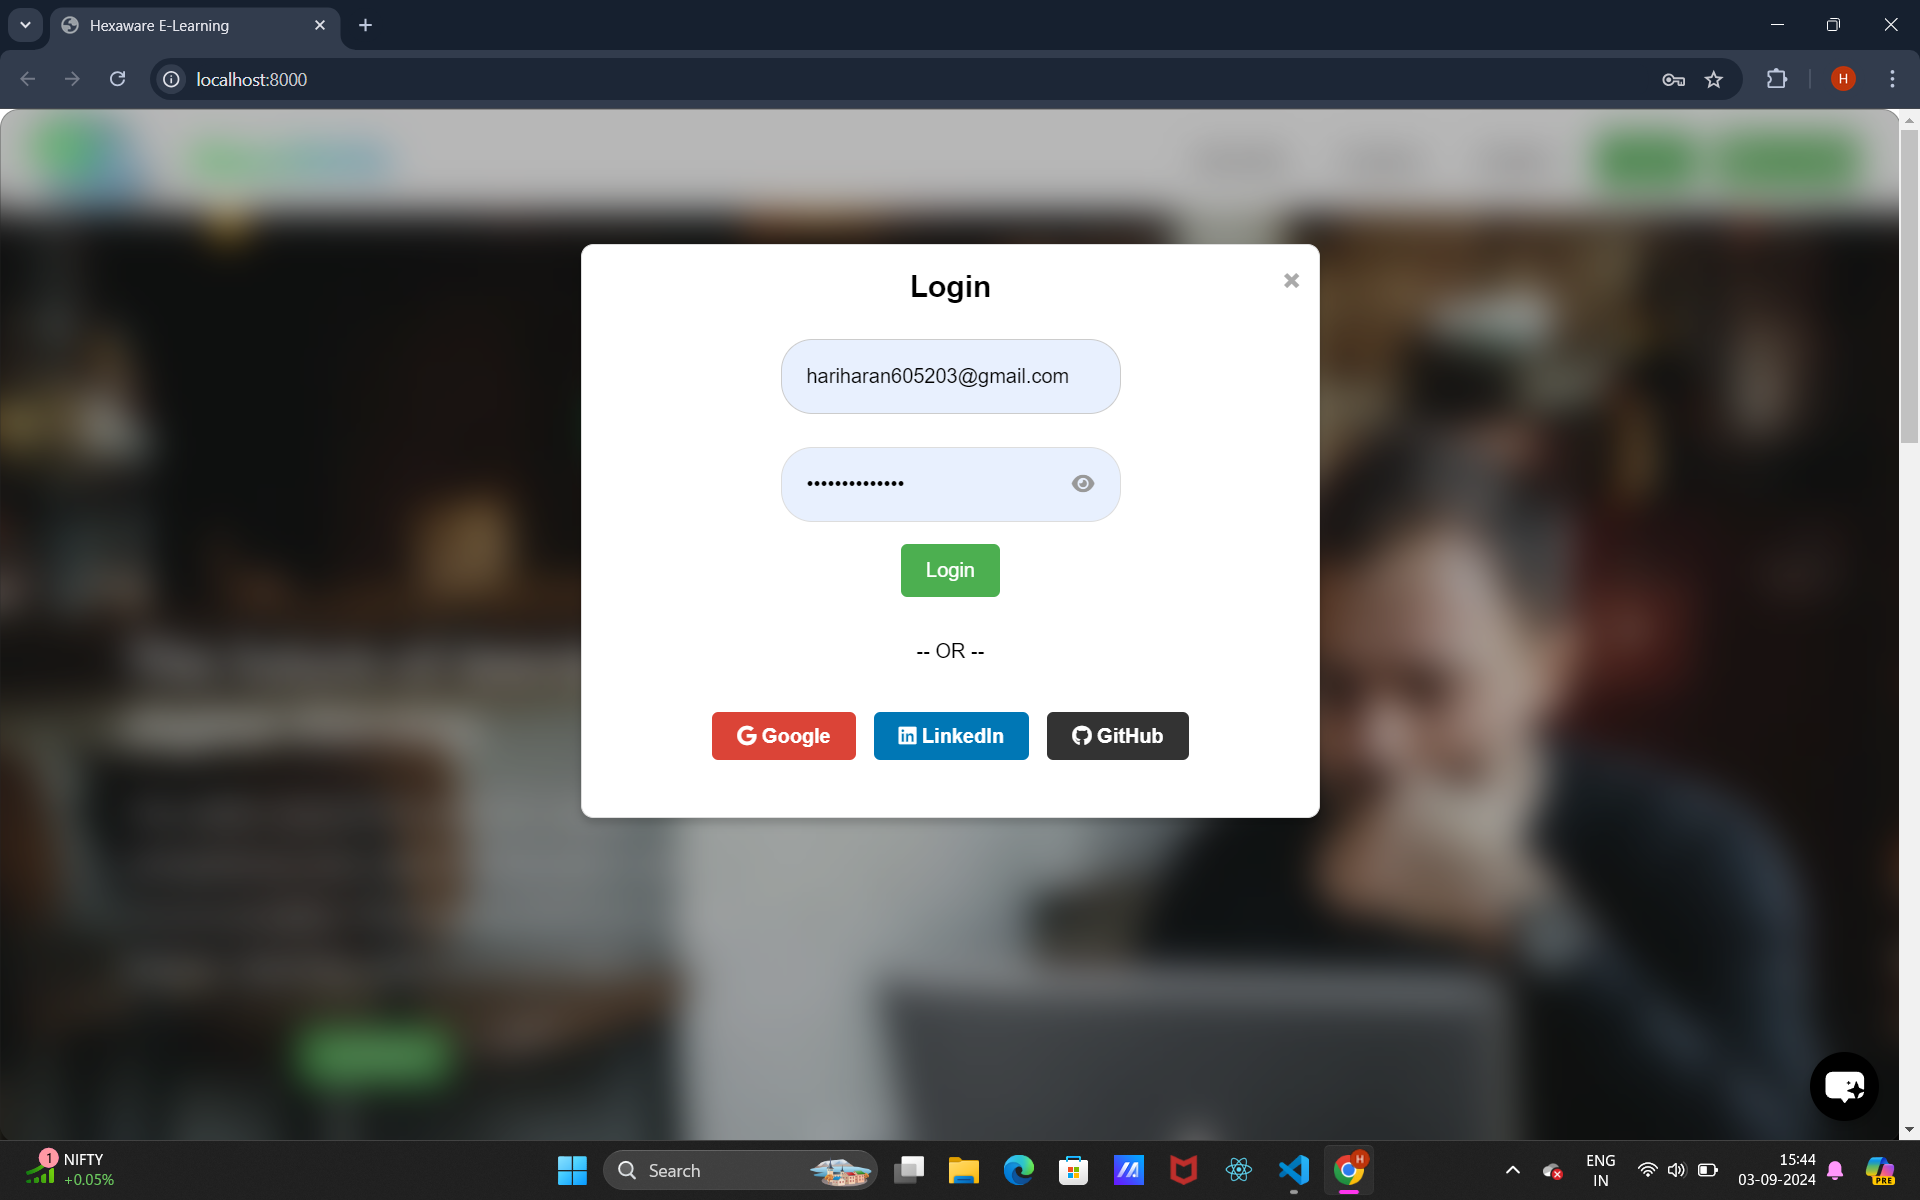 Hexaware E-Learning
localhost:8000
H
Login
hariharan605203@gmail.com
••••••••••••••
Login
-- OR --
Google
LinkedIn
GitHub
1
NIFTY
+0.05%
Search
H
PRE
ENG
IN
15:44
03-09-2024